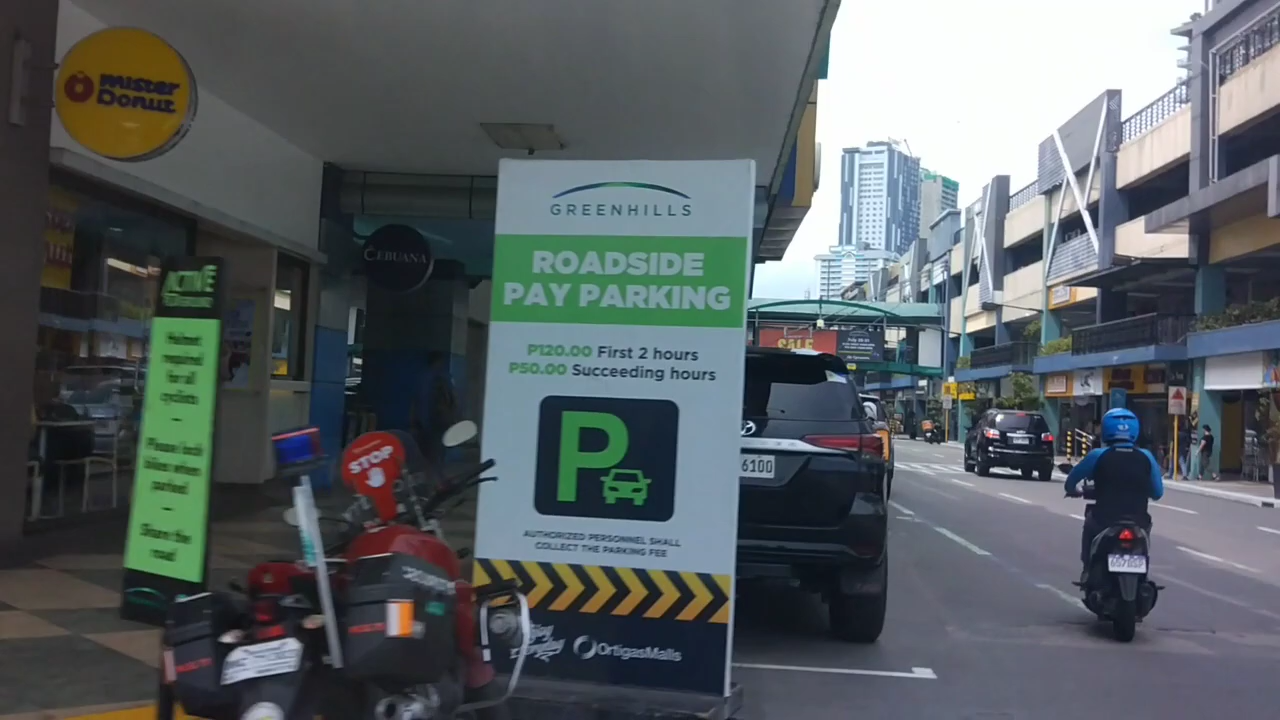 mister
Donut
CEBUANA
ACTIVE
Helmet
required
for all
cyclists
Please lock
bikes when
parked
Share the
road
STOP
GREENHILLS
ROADSIDE
PAY PARKING
P120.00 First 2 hours
P50.00 Succeeding hours
P
AUTHORIZED PERSONNEL SHALL
COLLECT THE PARKING FEE
OrtigasMalls
6100
SALE